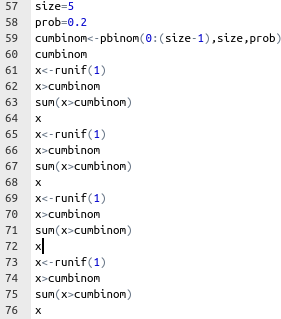 57 size=5
58 prob=0.2
59 cumbinom<-pbinom(0:(size-1),size,prob)
60 cumbinom
61 x<-runif(1)
62 x>cumbinom
63 sum(x>cumbinom)
64 x
65 x<-runif(1)
66 x>cumbinom
67 sum(x>cumbinom)
68 x
69 x<-runif(1)
70 x>cumbinom
71 sum(x>cumbinom)
72 x
73 x<-runif(1)
74 x>cumbinom
75 sum(x>cumbinom)
76 x